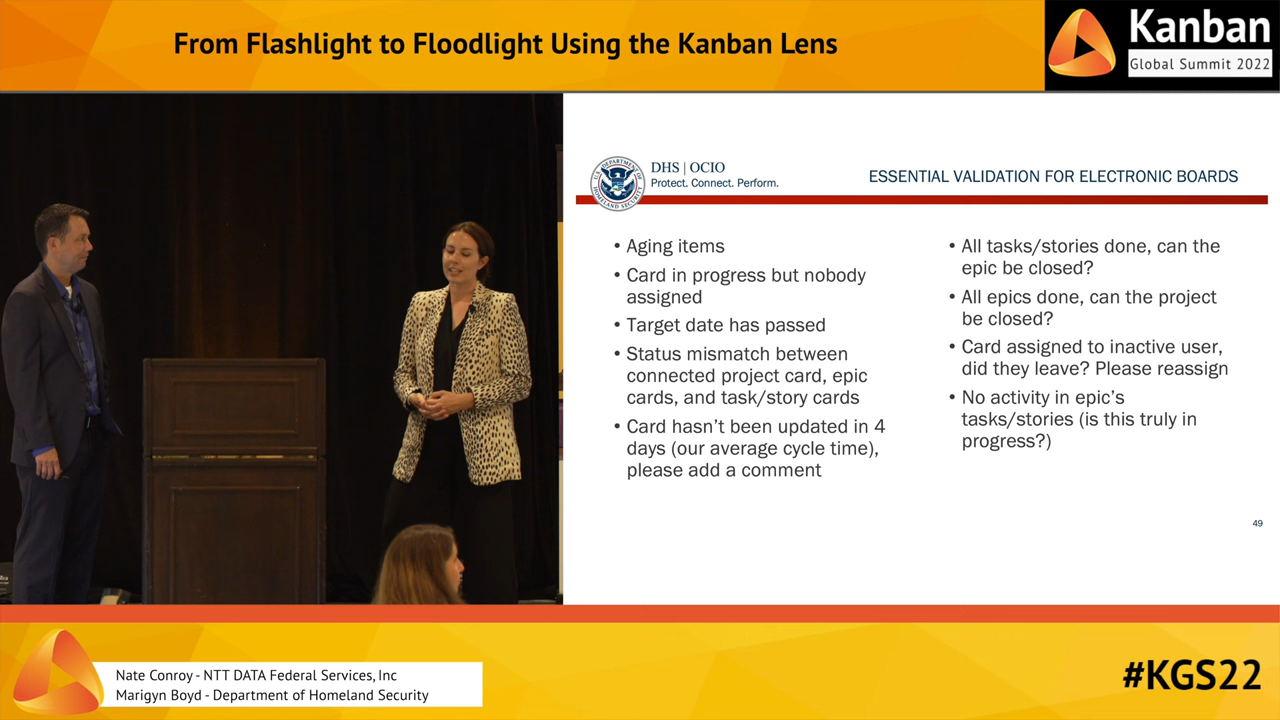 From Flashlight to Floodlight Using the Kanban Lens
Kanban
Global Summit 2022
U.S. DEPARTMENT OF
HOMELAND SECURITY
DHS | OCIO
Protect. Connect. Perform.
ESSENTIAL VALIDATION FOR ELECTRONIC BOARDS
• Aging items
• Card in progress but nobody
assigned
• Target date has passed
• Status mismatch between
connected project card, epic
cards, and task/story cards
• Card hasn’t been updated in 4
days (our average cycle time),
please add a comment
• All tasks/stories done, can the
epic be closed?
• All epics done, can the project
be closed?
• Card assigned to inactive user,
did they leave? Please reassign
• No activity in epic’s
tasks/stories (is this truly in
progress?)
49
Nate Conroy - NTT DATA Federal Services, Inc
Marigyn Boyd - Department of Homeland Security
#KGS22